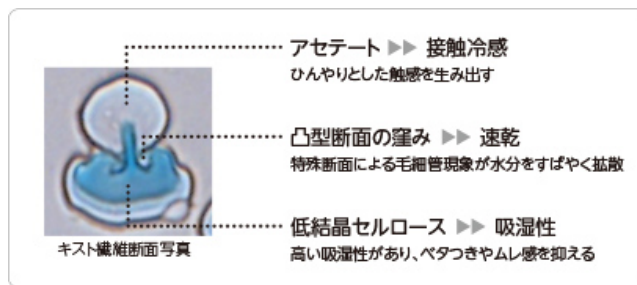 アセテート ▶▶ 接触冷感
ひんやりとした触感を生み出す
凸型断面の窪み ▶▶ 速乾
特殊断面による毛細管現象が水分をすばやく拡散
低結晶セルロース ▶▶ 吸湿性
高い吸湿性があり、ベタつきやムレ感を抑える
キスト繊維断面写真